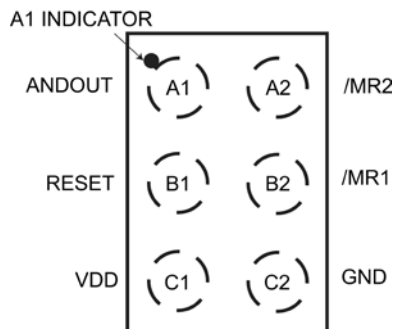 A1 INDICATOR
ANDOUT A1 A2 /MR2
RESET B1 B2 /MR1
VDD C1 C2 GND